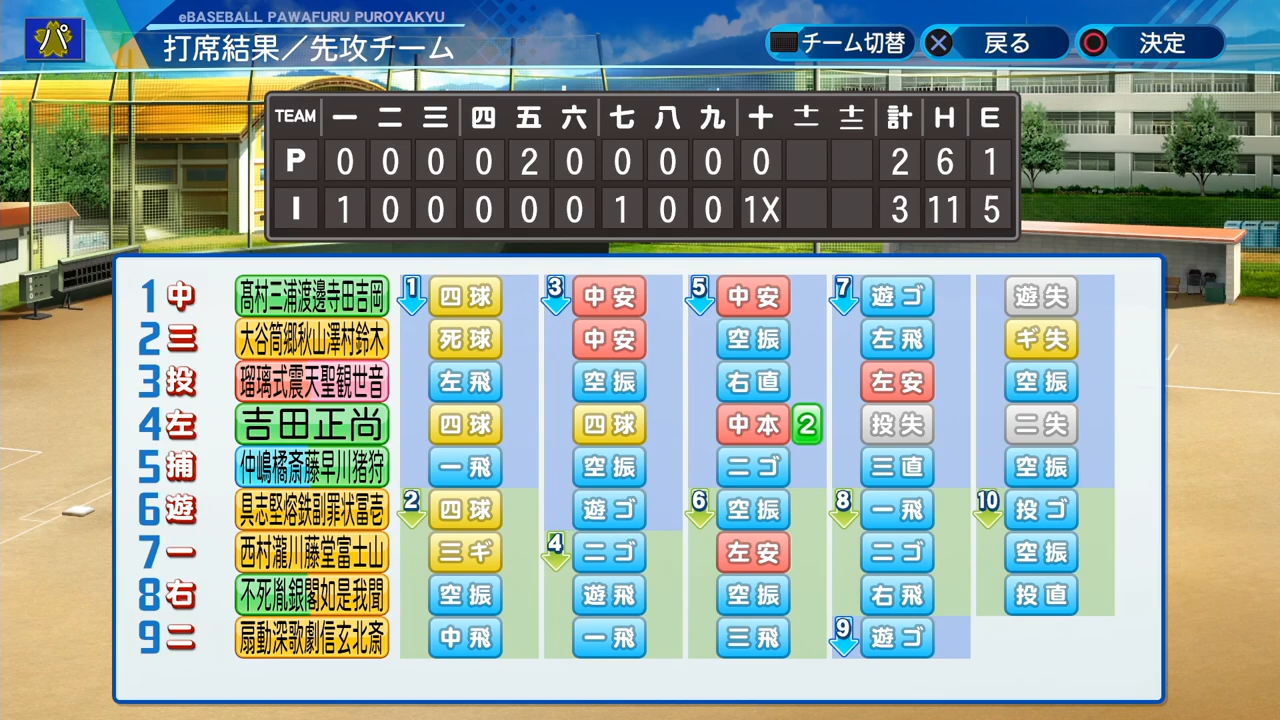 パ
eBASEBALL PAWAFURU PUROYAKYU
打席結果／先攻チーム
チーム切替
戻る
決定
TEAM 一 二 三 四 五 六 七 八 九 十 十一 十二 計 H E
P 0 0 0 0 2 0 0 0 0 0 2 6 1
I 1 0 0 0 0 0 1 0 0 1X 3 11 5
1 中 髙村三浦渡邊寺田吉岡 1 四球 3 中安 5 中安 7 遊ゴ 遊失
2 三 大谷筒郷秋山澤村鈴木 死球 中安 空振 左飛 ギ失
3 投 瑠璃式震天聖観世音 左飛 空振 右直 左安 空振
4 左 吉田正尚 四球 四球 中本 2 投失 二失
5 捕 仲嶋橘斎藤早川猪狩 一飛 空振 二ゴ 三直 空振
6 遊 具志堅熔鉄副罪状冨壱 2 四球 遊ゴ 6 空振 8 一飛 10 投ゴ
7 一 西村瀧川藤堂富士山 三ギ 4 二ゴ 左安 二ゴ 空振
8 右 不死胤銀閣如是我聞 空振 遊飛 空振 右飛 投直
9 二 扇動深歌劇信玄北斎 中飛 一飛 三飛 9 遊ゴ